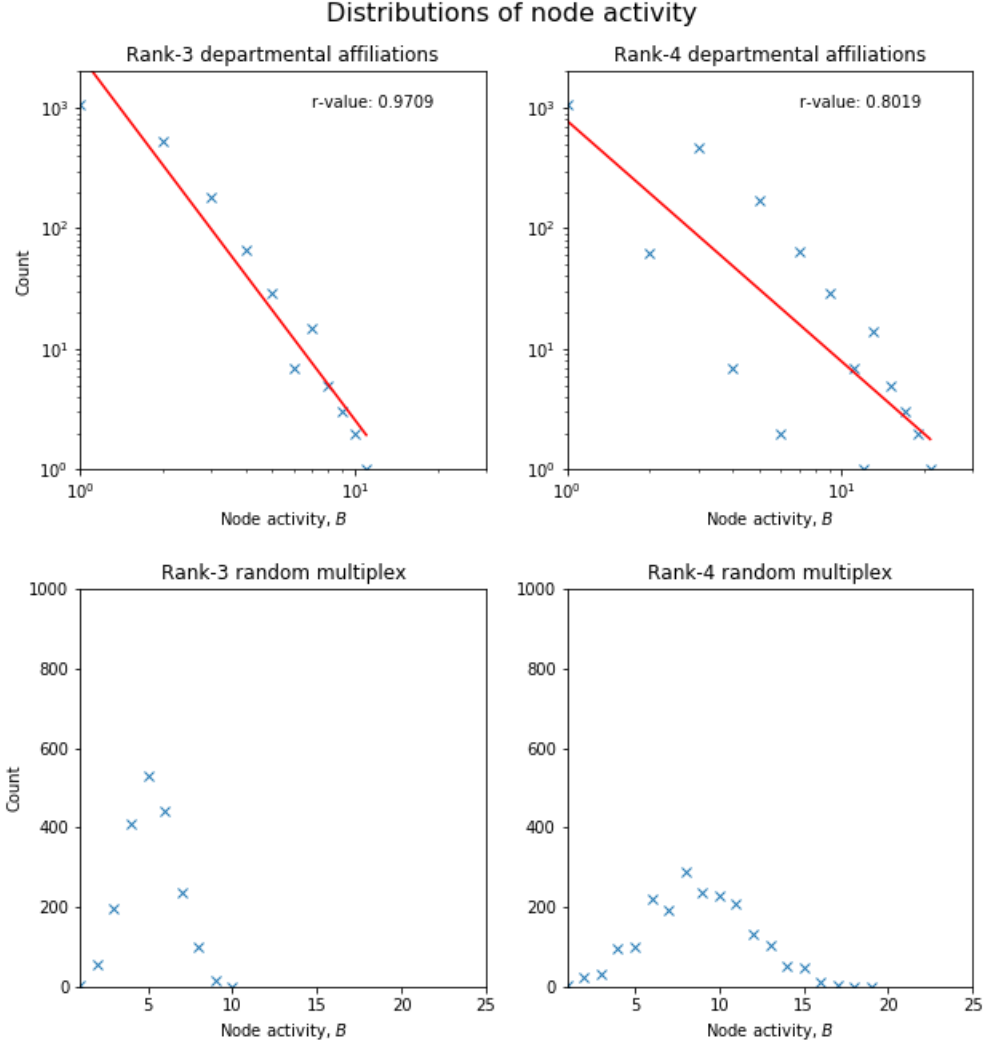 Distributions of node activity
Rank-3 departmental affiliations
Rank-4 departmental affiliations
r-value: 0.9709
r-value: 0.8019
10³
10²
10¹
10⁰
Count
10⁰ 10¹
Node activity, B
10³
10²
10¹
10⁰
10⁰ 10¹
Node activity, B
Rank-3 random multiplex
Rank-4 random multiplex
1000
800
600
400
200
0
Count
5 10 15 20 25
Node activity, B
1000
800
600
400
200
0
5 10 15 20 25
Node activity, B